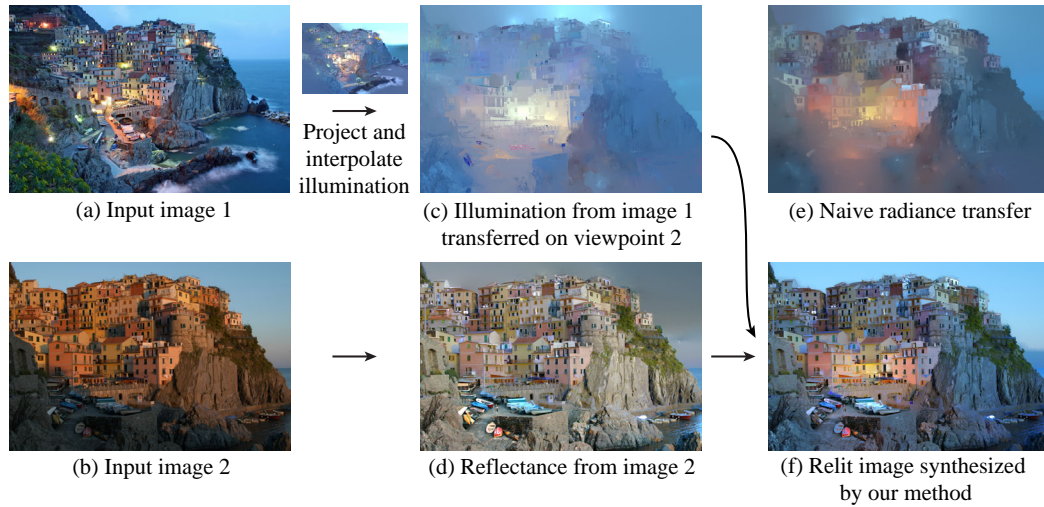 Project and
interpolate
illumination
(a) Input image 1
(c) Illumination from image 1
transferred on viewpoint 2
(e) Naive radiance transfer
(b) Input image 2
(d) Reflectance from image 2
(f) Relit image synthesized
by our method